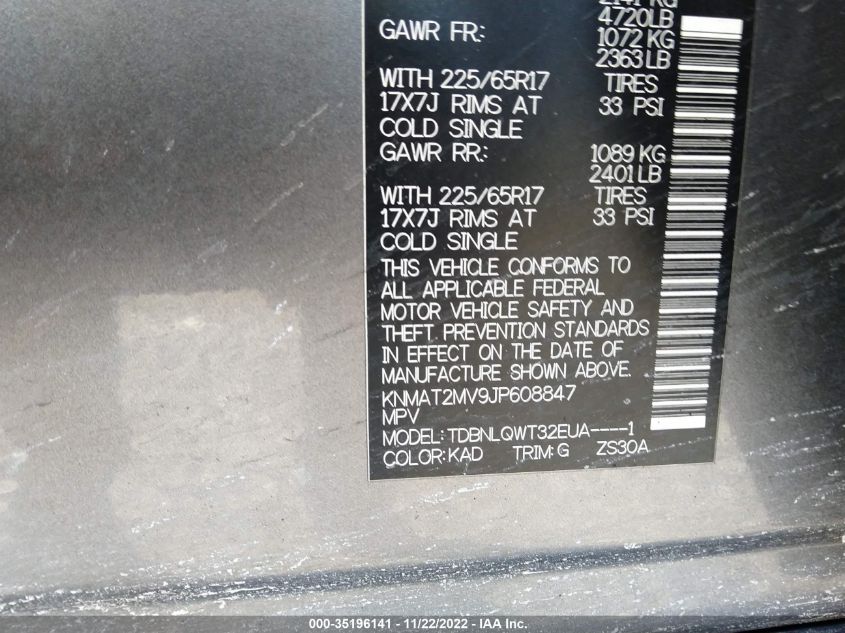 4720LB
GAWR FR: 1072 KG
2363 LB
WITH 225/65R17 TIRES
17X7J RIMS AT 33 PSI
COLD SINGLE
GAWR RR: 1089 KG
2401 LB
WITH 225/65R17 TIRES
17X7J RIMS AT 33 PSI
COLD SINGLE
THIS VEHICLE CONFORMS TO
ALL APPLICABLE FEDERAL
MOTOR VEHICLE SAFETY AND
THEFT PREVENTION STANDARDS
IN EFFECT ON THE DATE OF
MANUFACTURE SHOWN ABOVE.
KNMAT2MV9JP608847
MPV
MODEL: TDBNLQWT32EUA----1
COLOR: KAD TRIM: G ZS30A
000-35196141 - 11/22/2022 - IAA Inc.